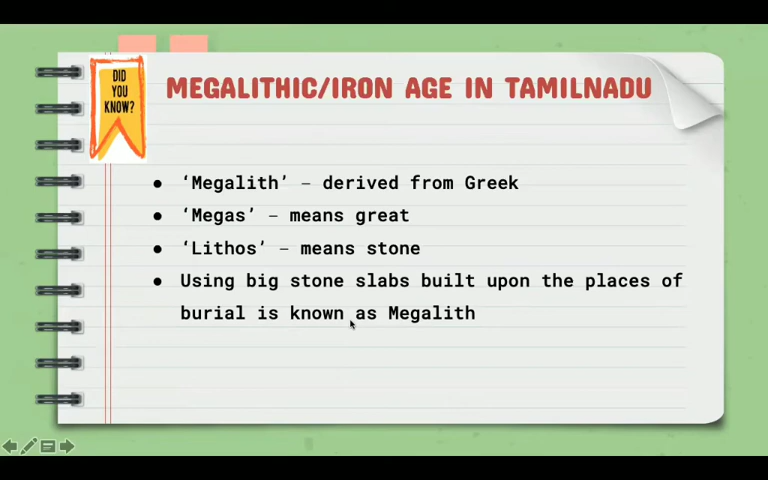 DID
YOU
KNOW?
MEGALITHIC/IRON AGE IN TAMILNADU
● ‘Megalith’ – derived from Greek
● ‘Megas’ – means great
● ‘Lithos’ – means stone
● Using big stone slabs built upon the places of
burial is known as Megalith